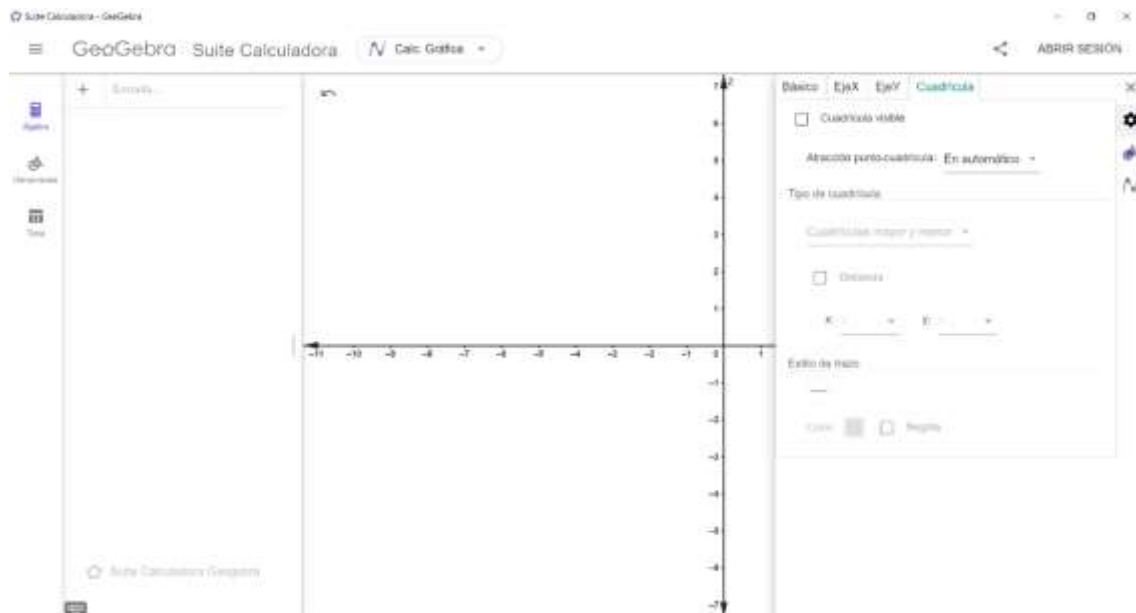 Suite Calculadora - GeoGebra
GeoGebra Suite Calculadora
Calc. Gráfica
ABRIR SESIÓN
+ Entrada...
Álgebra
Herramientas
Tabla
Básico EjeX EjeY Cuadrícula
Cuadrícula visible
Atracción punto-cuadrícula: En automático
Tipo de cuadrícula
Cuadrículas mayor y menor
Distancia
Estilo de trazo
Color Negrita
7
6
5
4
3
2
1
-11 -10 -9 -8 -7 -6 -5 -4 -3 -2 -1 0 1
-1
-2
-3
-4
-5
-6
-7
Suite Calculadora Geogebra